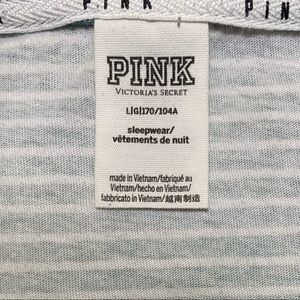 PINK PIN
PINK
VICTORIA'S SECRET
L|G|170/104A
sleepwear/
vêtements de nuit
made in Vietnam/fabriqué au
Vietnam/hecho en Vietnam/
fabbricato in Vietnam/越南制造